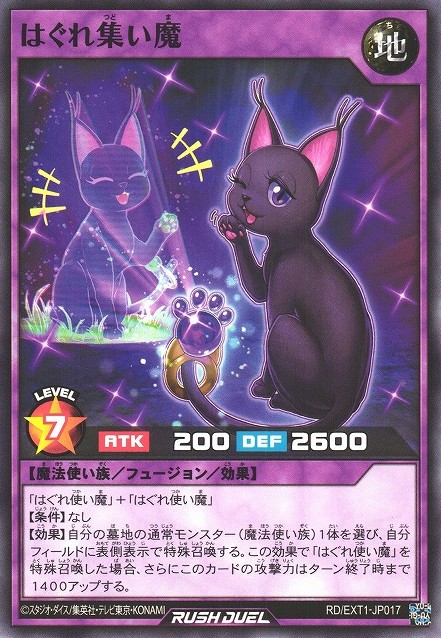 はぐれ集い魔
地
LEVEL
7
ATK 200 DEF 2600
【魔法使い族／フュージョン／効果】
「はぐれ使い魔」＋「はぐれ使い魔」
【条件】なし
【効果】自分の墓地の通常モンスター（魔法使い族）1体を選び、自分
フィールドに表側表示で特殊召喚する。この効果で「はぐれ使い魔」を
特殊召喚した場合、さらにこのカードの攻撃力はターン終了時まで
1400アップする。
©スタジオ・ダイス/集英社・テレビ東京・KONAMI
RUSH DUEL
RD/EXT1-JP017